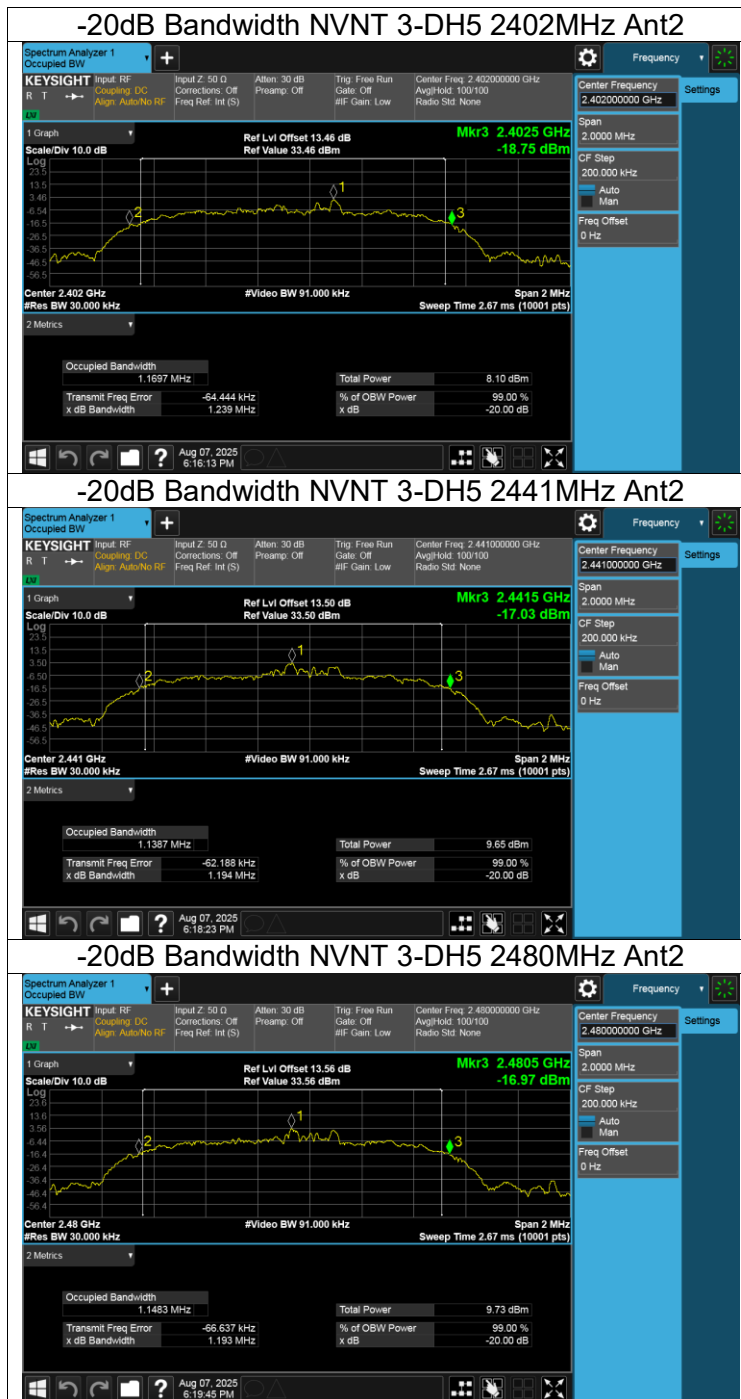 -20dB Bandwidth NVNT 3-DH5 2402MHz Ant2
Spectrum Analyzer 1
Occupied BW
+
Frequency
KEYSIGHT
R T
LXI
Input: RF
Coupling: DC
Align: Auto/No RF
Input Z: 50 Ω
Corrections: Off
Freq Ref: Int (S)
Atten: 30 dB
Preamp: Off
Trig: Free Run
Gate: Off
#IF Gain: Low
Center Freq: 2.402000000 GHz
Avg|Hold: 100/100
Radio Std: None
Center Frequency
2.402000000 GHz
Settings
Span
2.0000 MHz
CF Step
200.000 kHz
Auto
Man
Freq Offset
0 Hz
1 Graph
Scale/Div 10.0 dB
Ref Lvl Offset 13.46 dB
Ref Value 33.46 dBm
Mkr3 2.4025 GHz
-18.75 dBm
Log
23.5
13.5
3.46
-6.54
-16.5
-26.5
-36.5
-46.5
-56.5
1
2
3
Center 2.402 GHz
#Res BW 30.000 kHz
#Video BW 91.000 kHz
Span 2 MHz
Sweep Time 2.67 ms (10001 pts)
2 Metrics
Occupied Bandwidth
1.1697 MHz
Total Power 8.10 dBm
Transmit Freq Error -64.444 kHz
% of OBW Power 99.00 %
x dB Bandwidth 1.239 MHz
x dB -20.00 dB
?
Aug 07, 2025
6:16:13 PM
-20dB Bandwidth NVNT 3-DH5 2441MHz Ant2
Spectrum Analyzer 1
Occupied BW
+
Frequency
KEYSIGHT
R T
LXI
Input: RF
Coupling: DC
Align: Auto/No RF
Input Z: 50 Ω
Corrections: Off
Freq Ref: Int (S)
Atten: 30 dB
Preamp: Off
Trig: Free Run
Gate: Off
#IF Gain: Low
Center Freq: 2.441000000 GHz
Avg|Hold: 100/100
Radio Std: None
Center Frequency
2.441000000 GHz
Settings
Span
2.0000 MHz
CF Step
200.000 kHz
Auto
Man
Freq Offset
0 Hz
1 Graph
Scale/Div 10.0 dB
Ref Lvl Offset 13.50 dB
Ref Value 33.50 dBm
Mkr3 2.4415 GHz
-17.03 dBm
Log
23.5
13.5
3.50
-6.50
-16.5
-26.5
-36.5
-46.5
-56.5
1
2
3
Center 2.441 GHz
#Res BW 30.000 kHz
#Video BW 91.000 kHz
Span 2 MHz
Sweep Time 2.67 ms (10001 pts)
2 Metrics
Occupied Bandwidth
1.1387 MHz
Total Power 9.65 dBm
Transmit Freq Error -62.188 kHz
% of OBW Power 99.00 %
x dB Bandwidth 1.194 MHz
x dB -20.00 dB
?
Aug 07, 2025
6:18:23 PM
-20dB Bandwidth NVNT 3-DH5 2480MHz Ant2
Spectrum Analyzer 1
Occupied BW
+
Frequency
KEYSIGHT
R T
LXI
Input: RF
Coupling: DC
Align: Auto/No RF
Input Z: 50 Ω
Corrections: Off
Freq Ref: Int (S)
Atten: 30 dB
Preamp: Off
Trig: Free Run
Gate: Off
#IF Gain: Low
Center Freq: 2.480000000 GHz
Avg|Hold: 100/100
Radio Std: None
Center Frequency
2.480000000 GHz
Settings
Span
2.0000 MHz
CF Step
200.000 kHz
Auto
Man
Freq Offset
0 Hz
1 Graph
Scale/Div 10.0 dB
Ref Lvl Offset 13.56 dB
Ref Value 33.56 dBm
Mkr3 2.4805 GHz
-16.97 dBm
Log
23.6
13.6
3.56
-6.44
-16.4
-26.4
-36.4
-46.4
-56.4
1
2
3
Center 2.48 GHz
#Res BW 30.000 kHz
#Video BW 91.000 kHz
Span 2 MHz
Sweep Time 2.67 ms (10001 pts)
2 Metrics
Occupied Bandwidth
1.1483 MHz
Total Power 9.73 dBm
Transmit Freq Error -66.637 kHz
% of OBW Power 99.00 %
x dB Bandwidth 1.193 MHz
x dB -20.00 dB
?
Aug 07, 2025
6:19:45 PM